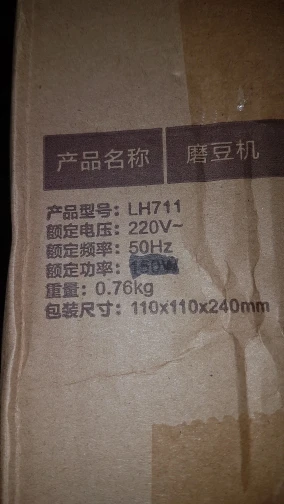 产品名称 磨豆机
产品型号: LH711
额定电压: 220V~
额定频率: 50Hz
额定功率: 150W
重量: 0.76kg
包装尺寸: 110x110x240mm